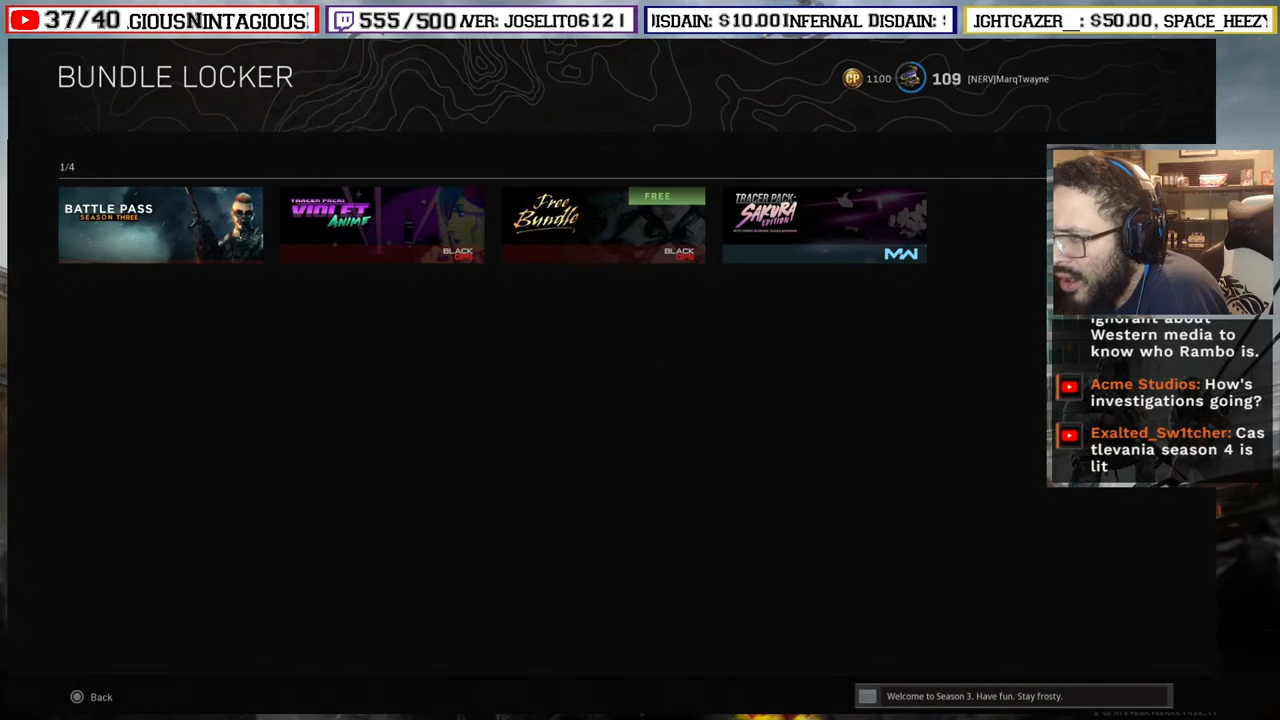 37/40 .GIOUSNINTAGIOUS
555/500 VER: JOSELITO612 |
DISDAIN: $10.00 INFERNAL DISDAIN:
IGHTGAZER__: $50.00, SPACE_HEEZY
BUNDLE LOCKER
CP 1100 109 [NERV]MarqTwayne
1/4
BATTLE PASS
SEASON THREE
TRACER PACK:
VIOLET
ANIME
BLACK
OPS
Free
Bundle
FREE
BLACK
OPS
TRACER PACK:
SAKURA
EDITION
MW
ignorant about
Western media to
know who Rambo is.
Acme Studios: How's
investigations going?
Exalted_Sw1tcher: Cas
tlevania season 4 is
lit
Back
Welcome to Season 3. Have fun. Stay frosty.